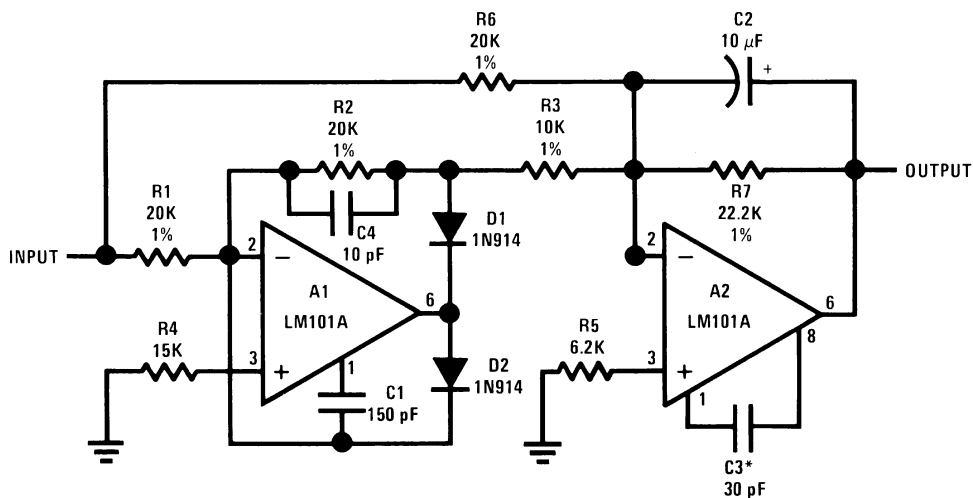 R6
20K
1%
C2
10 μF
+
R2
20K
1%
R3
10K
1%
OUTPUT
R1
20K
1%
C4
10 pF
D1
1N914
R7
22.2K
1%
INPUT
2
−
A1
LM101A
6
2
−
A2
LM101A
6
8
R4
15K
3
+
1
D2
1N914
R5
6.2K
3
+
1
C1
150 pF
C3*
30 pF